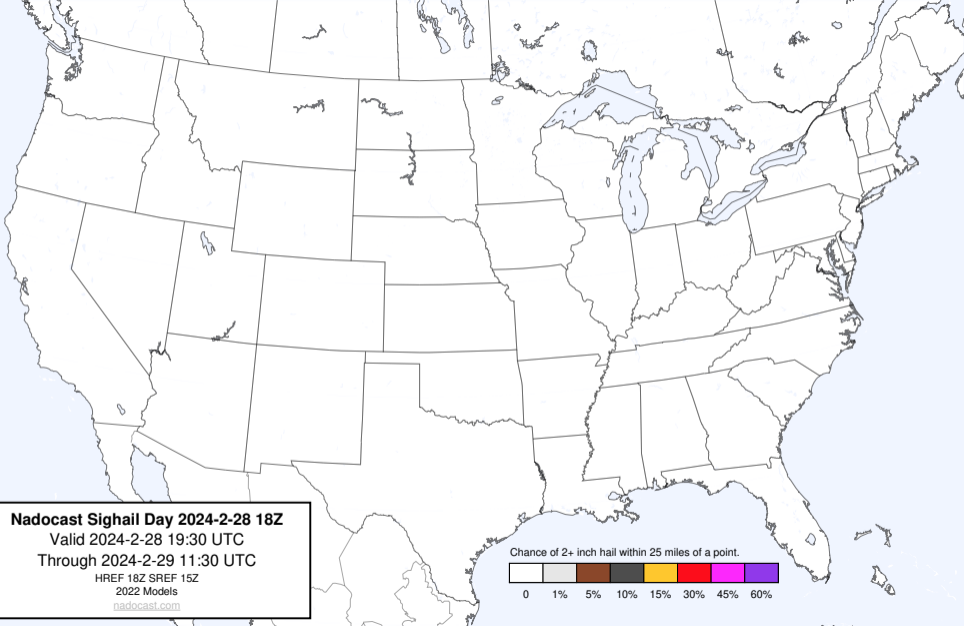 Nadocast Sighail Day 2024-2-28 18Z
Valid 2024-2-28 19:30 UTC
Through 2024-2-29 11:30 UTC
HREF 18Z SREF 15Z
2022 Models
nadocast.com
Chance of 2+ inch hail within 25 miles of a point.
0 1% 5% 10% 15% 30% 45% 60%